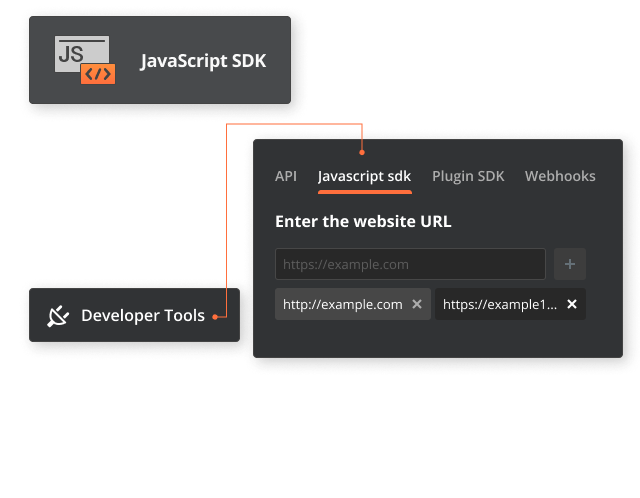 JS
</>
JavaScript SDK
API Javascript sdk Plugin SDK Webhooks
Enter the website URL
https://example.com
+
http://example.com ✕ https://example1... ✕
Developer Tools